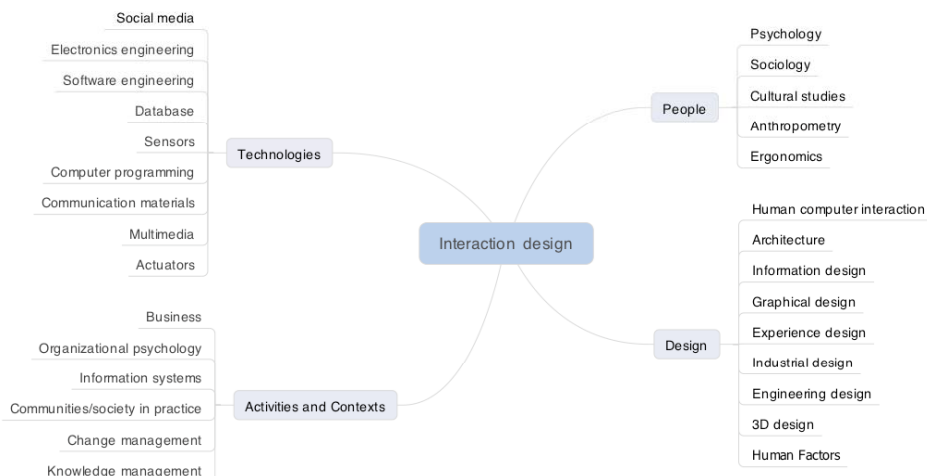 Social media
Electronics engineering
Software engineering
Database
Sensors
Computer programming
Communication materials
Multimedia
Actuators
Technologies
Business
Organizational psychology
Information systems
Communities/society in practice
Change management
Knowledge management
Activities and Contexts
Interaction design
People
Psychology
Sociology
Cultural studies
Anthropometry
Ergonomics
Design
Human computer interaction
Architecture
Information design
Graphical design
Experience design
Industrial design
Engineering design
3D design
Human Factors